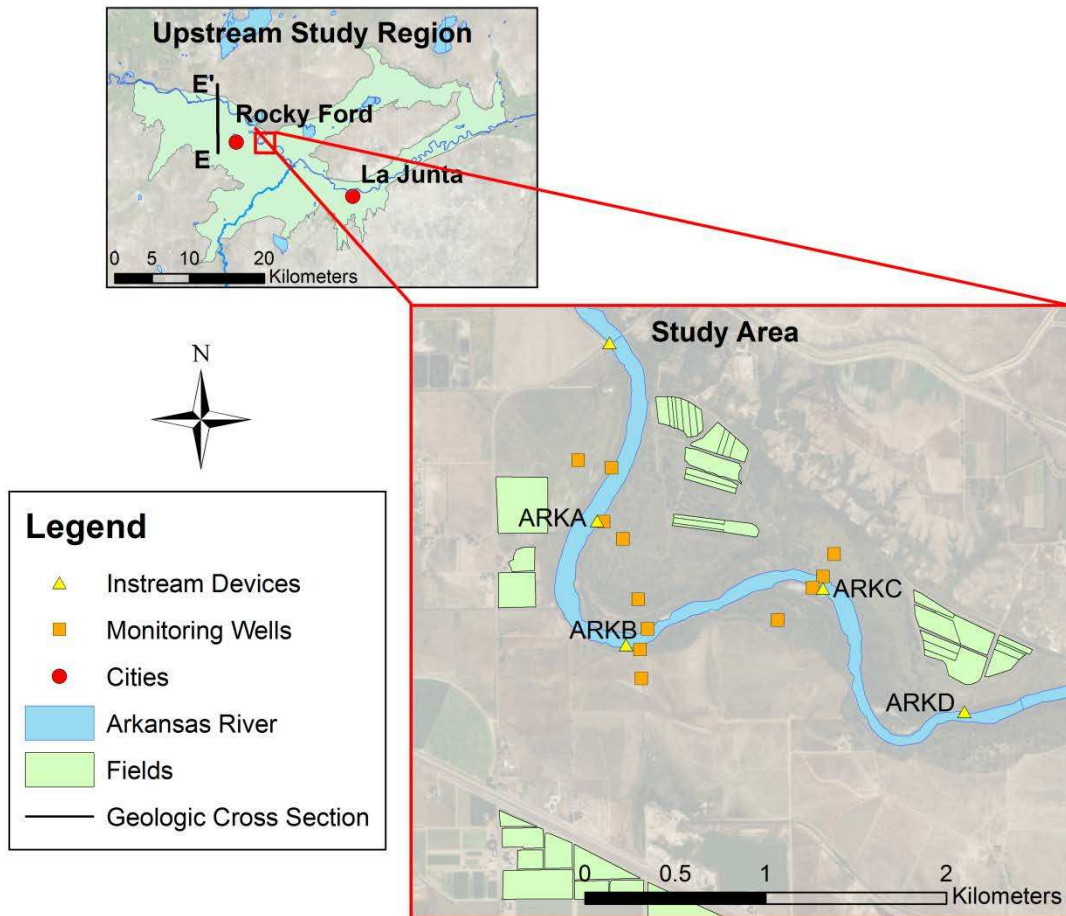 Upstream Study Region
E'
Rocky Ford
E
La Junta
0 5 10 20
Kilometers
N
Study Area
ARKA
ARKB
ARKC
ARKD
0 0.5 1 2
Kilometers
Legend
Instream Devices
Monitoring Wells
Cities
Arkansas River
Fields
Geologic Cross Section